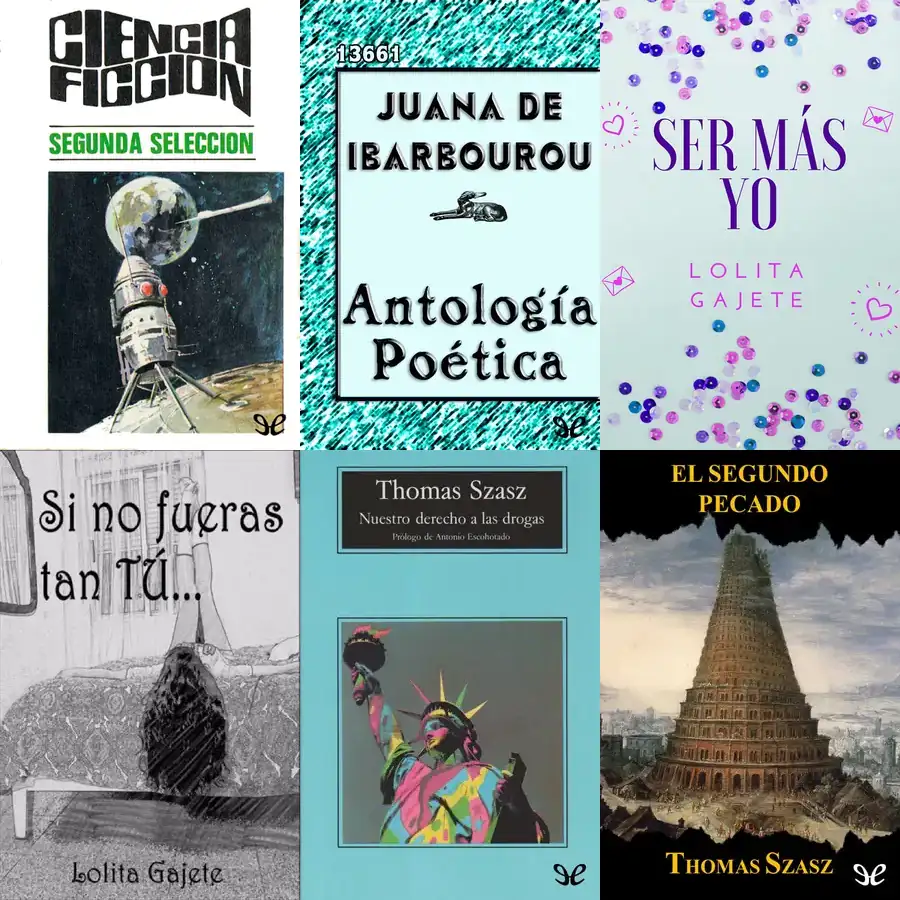 CIENCIA
FICCION
SEGUNDA SELECCION
13661
JUANA DE
IBARBOUROU
Antología
Poética
SER MÁS
YO
LOLITA
GAJETE
Si no fueras
tan TÚ...
Lolita Gajete
Thomas Szasz
Nuestro derecho a las drogas
Prólogo de Antonio Escohotado
EL SEGUNDO
PECADO
THOMAS SZASZ